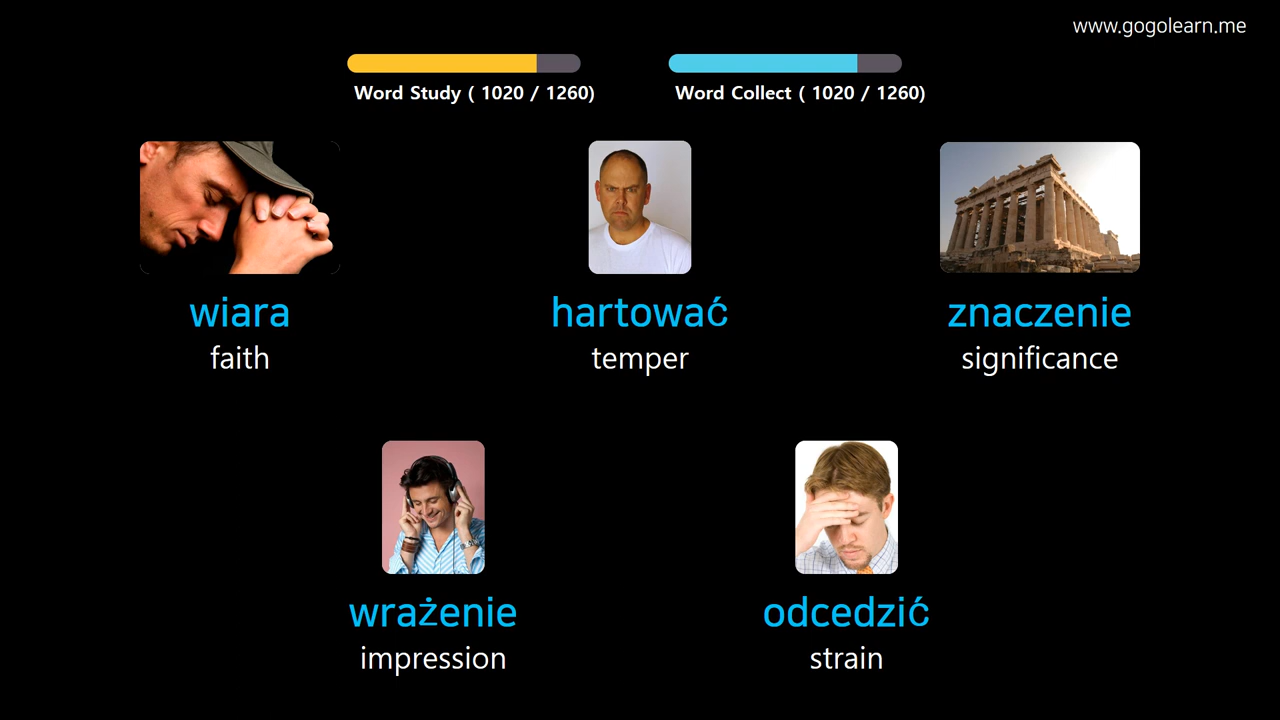 www.gogolearn.me
Word Study ( 1020 / 1260)
Word Collect ( 1020 / 1260)
wiara
faith
hartować
temper
znaczenie
significance
wrażenie
impression
odcedzić
strain